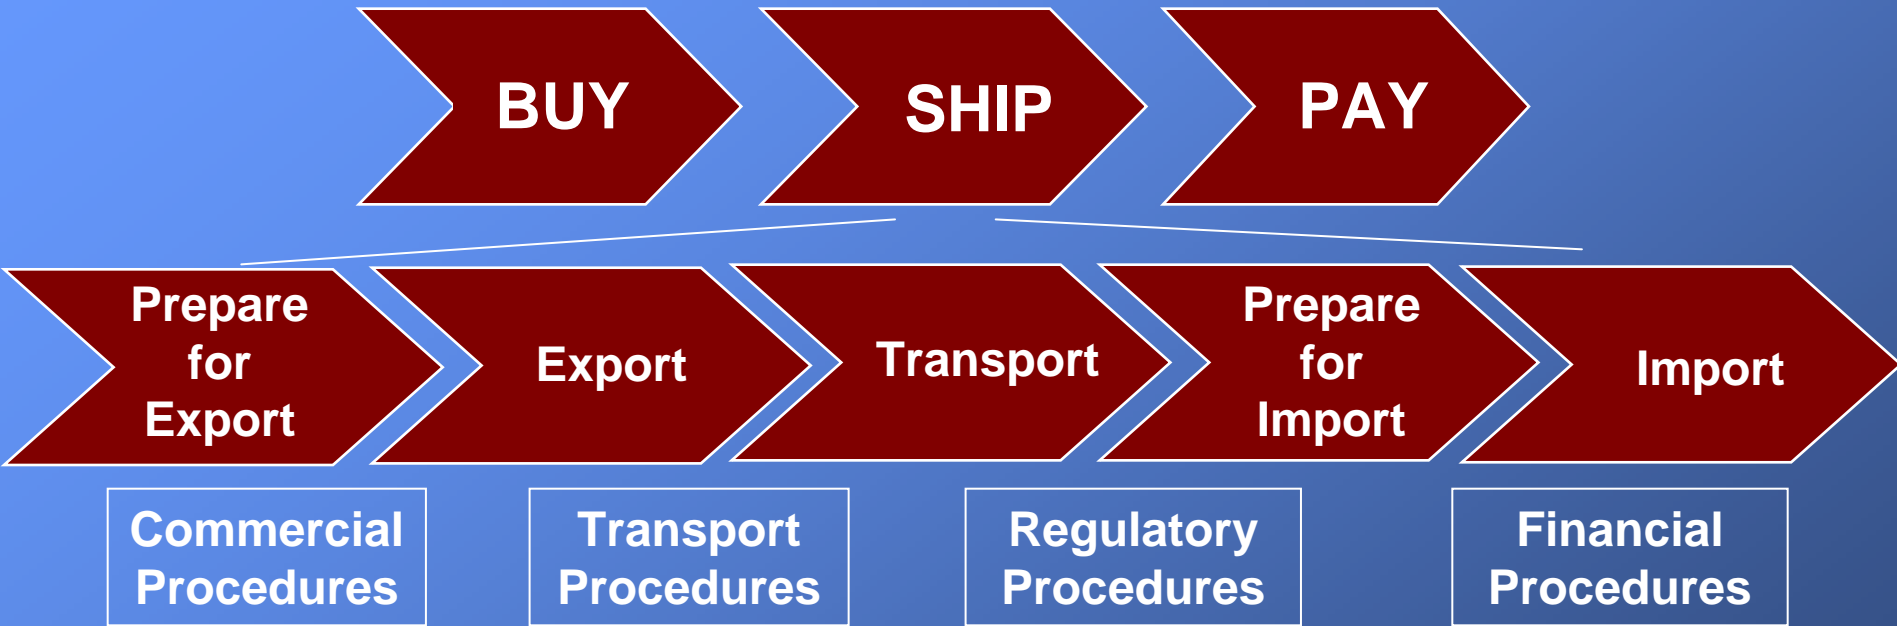 BUY
SHIP
PAY
Prepare
for
Export
Export
Transport
Prepare
for
Import
Import
Commercial
Procedures
Transport
Procedures
Regulatory
Procedures
Financial
Procedures